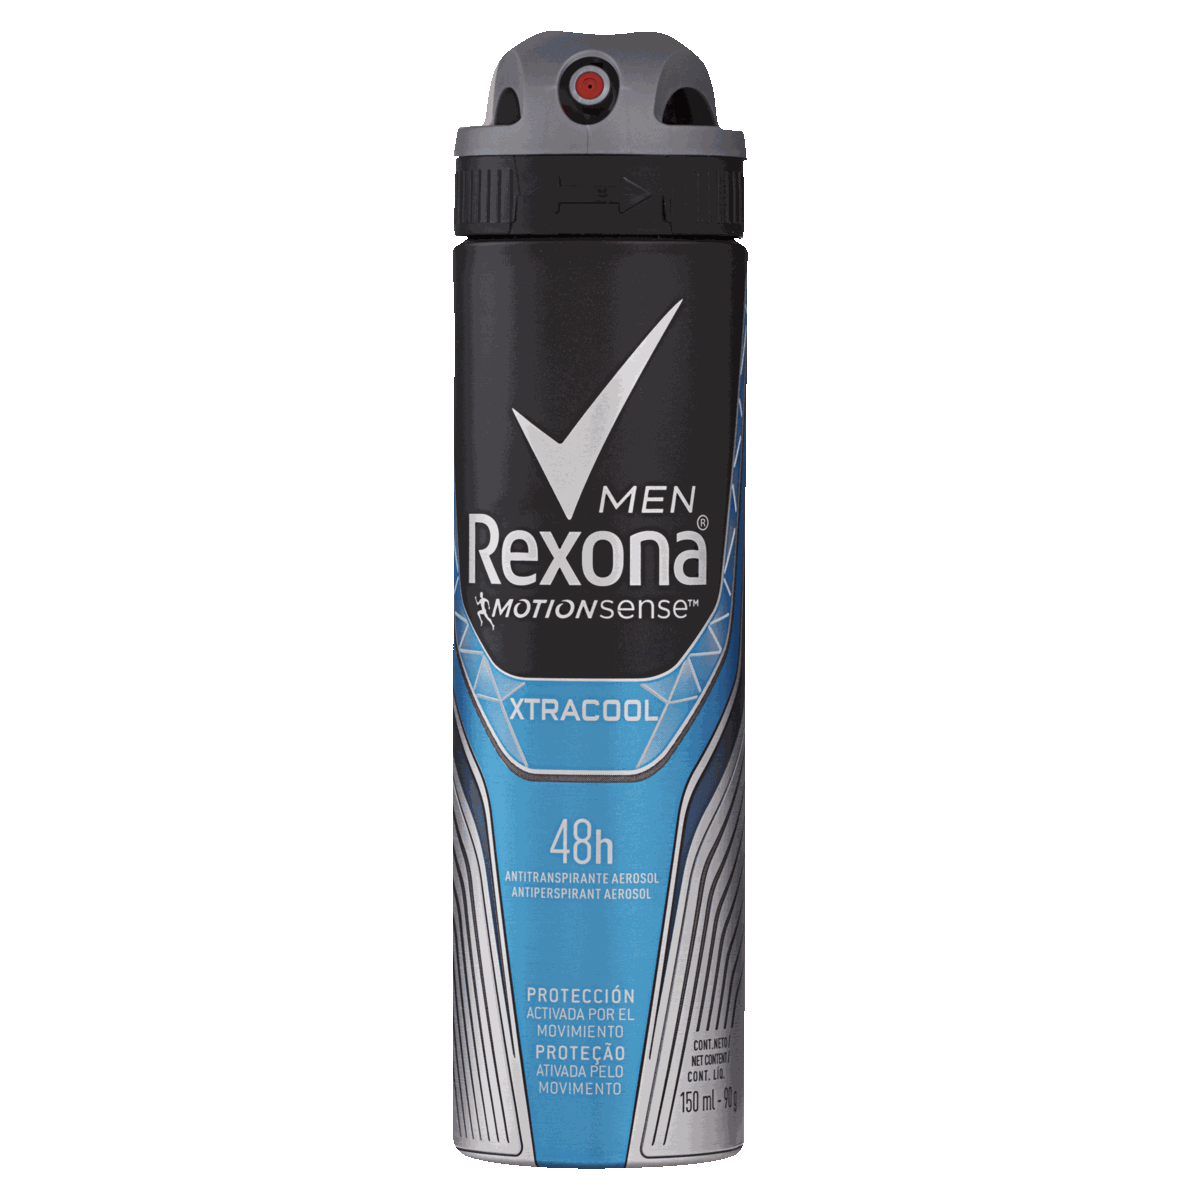 MEN
Rexona®
MOTIONsense™
XTRACOOL
48h
ANTITRANSPIRANTE AEROSOL
ANTIPERSPIRANT AEROSOL
PROTECCIÓN
ACTIVADA POR EL
MOVIMIENTO
PROTEÇÃO
ATIVADA PELO
MOVIMENTO
CONT.NETO/
NET CONTENT/
CONT. LÍQ.
150 ml - 90 g